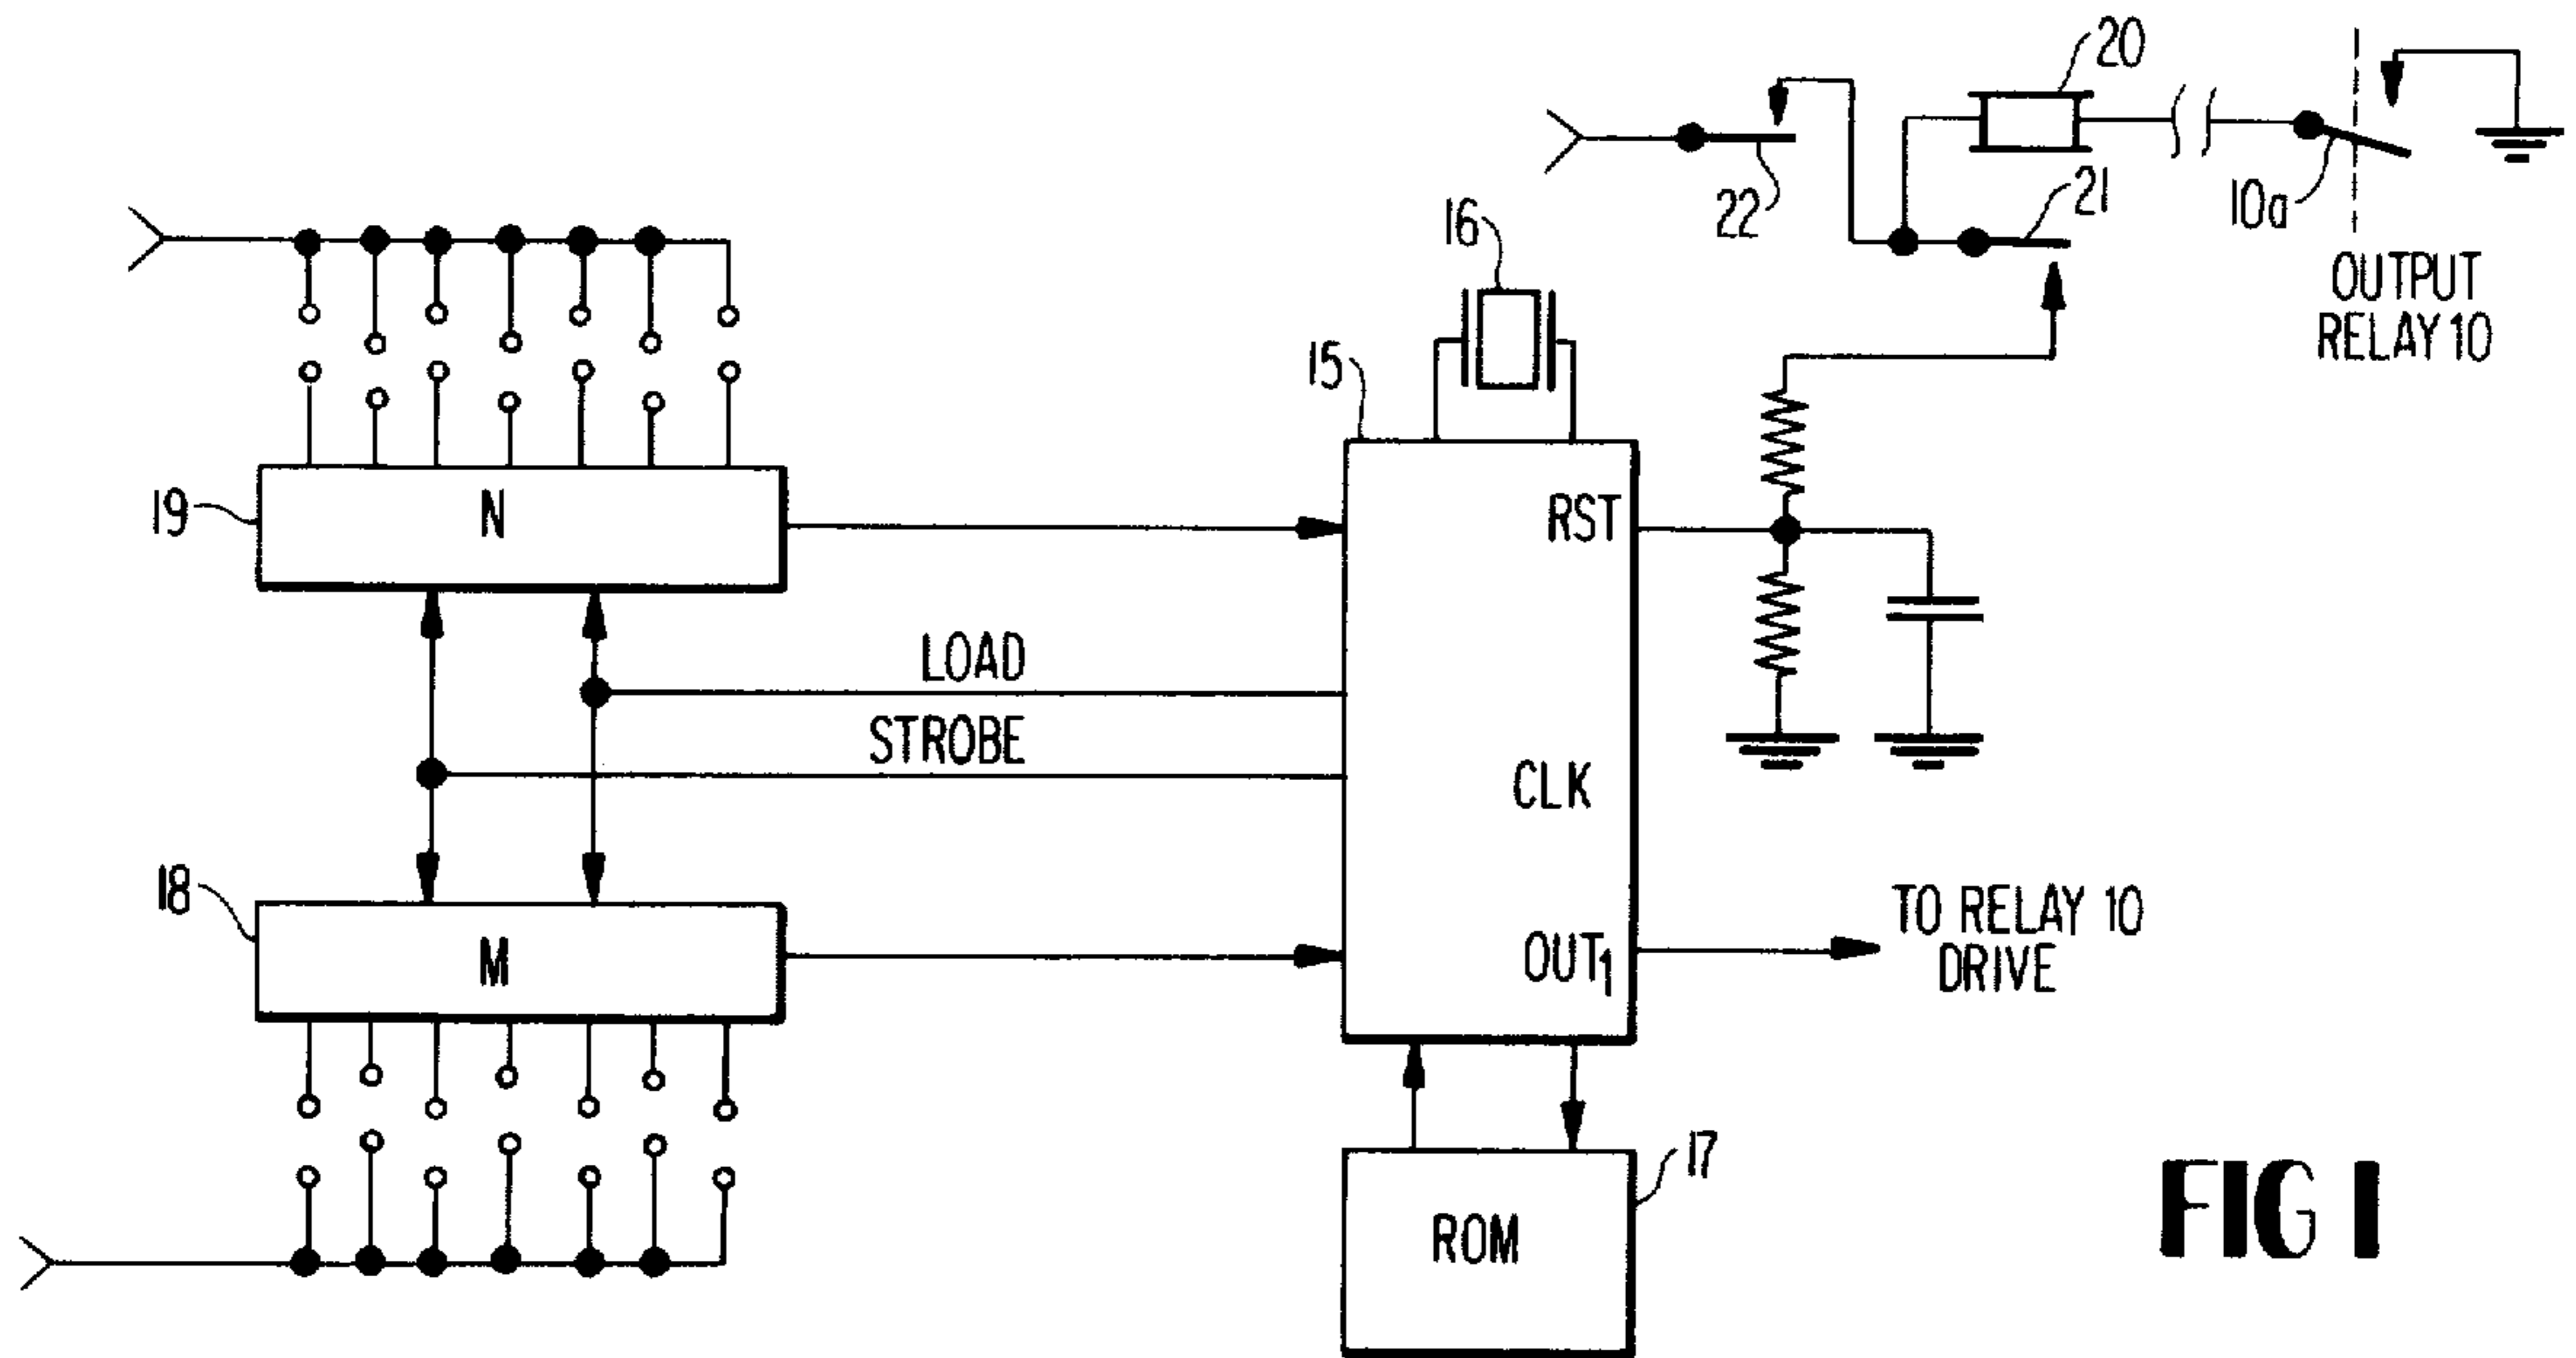 20
22
21
10a
OUTPUT
RELAY 10
16
15
19
N
RST
LOAD
STROBE
CLK
18
M
OUT1
TO RELAY 10
DRIVE
ROM
17
FIG 1